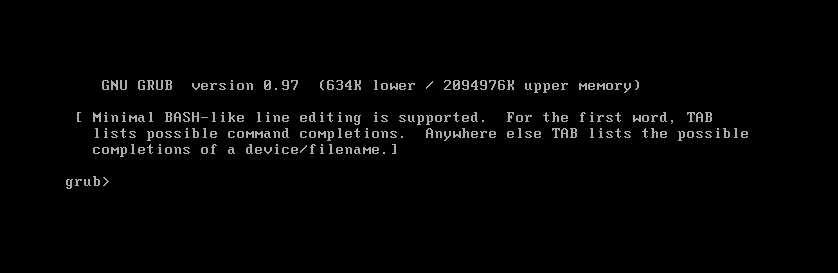 GNU GRUB  version 0.97  (634K lower / 2094976K upper memory)
[ Minimal BASH-like line editing is supported.  For the first word, TAB
lists possible command completions.  Anywhere else TAB lists the possible
completions of a device/filename.]
grub>